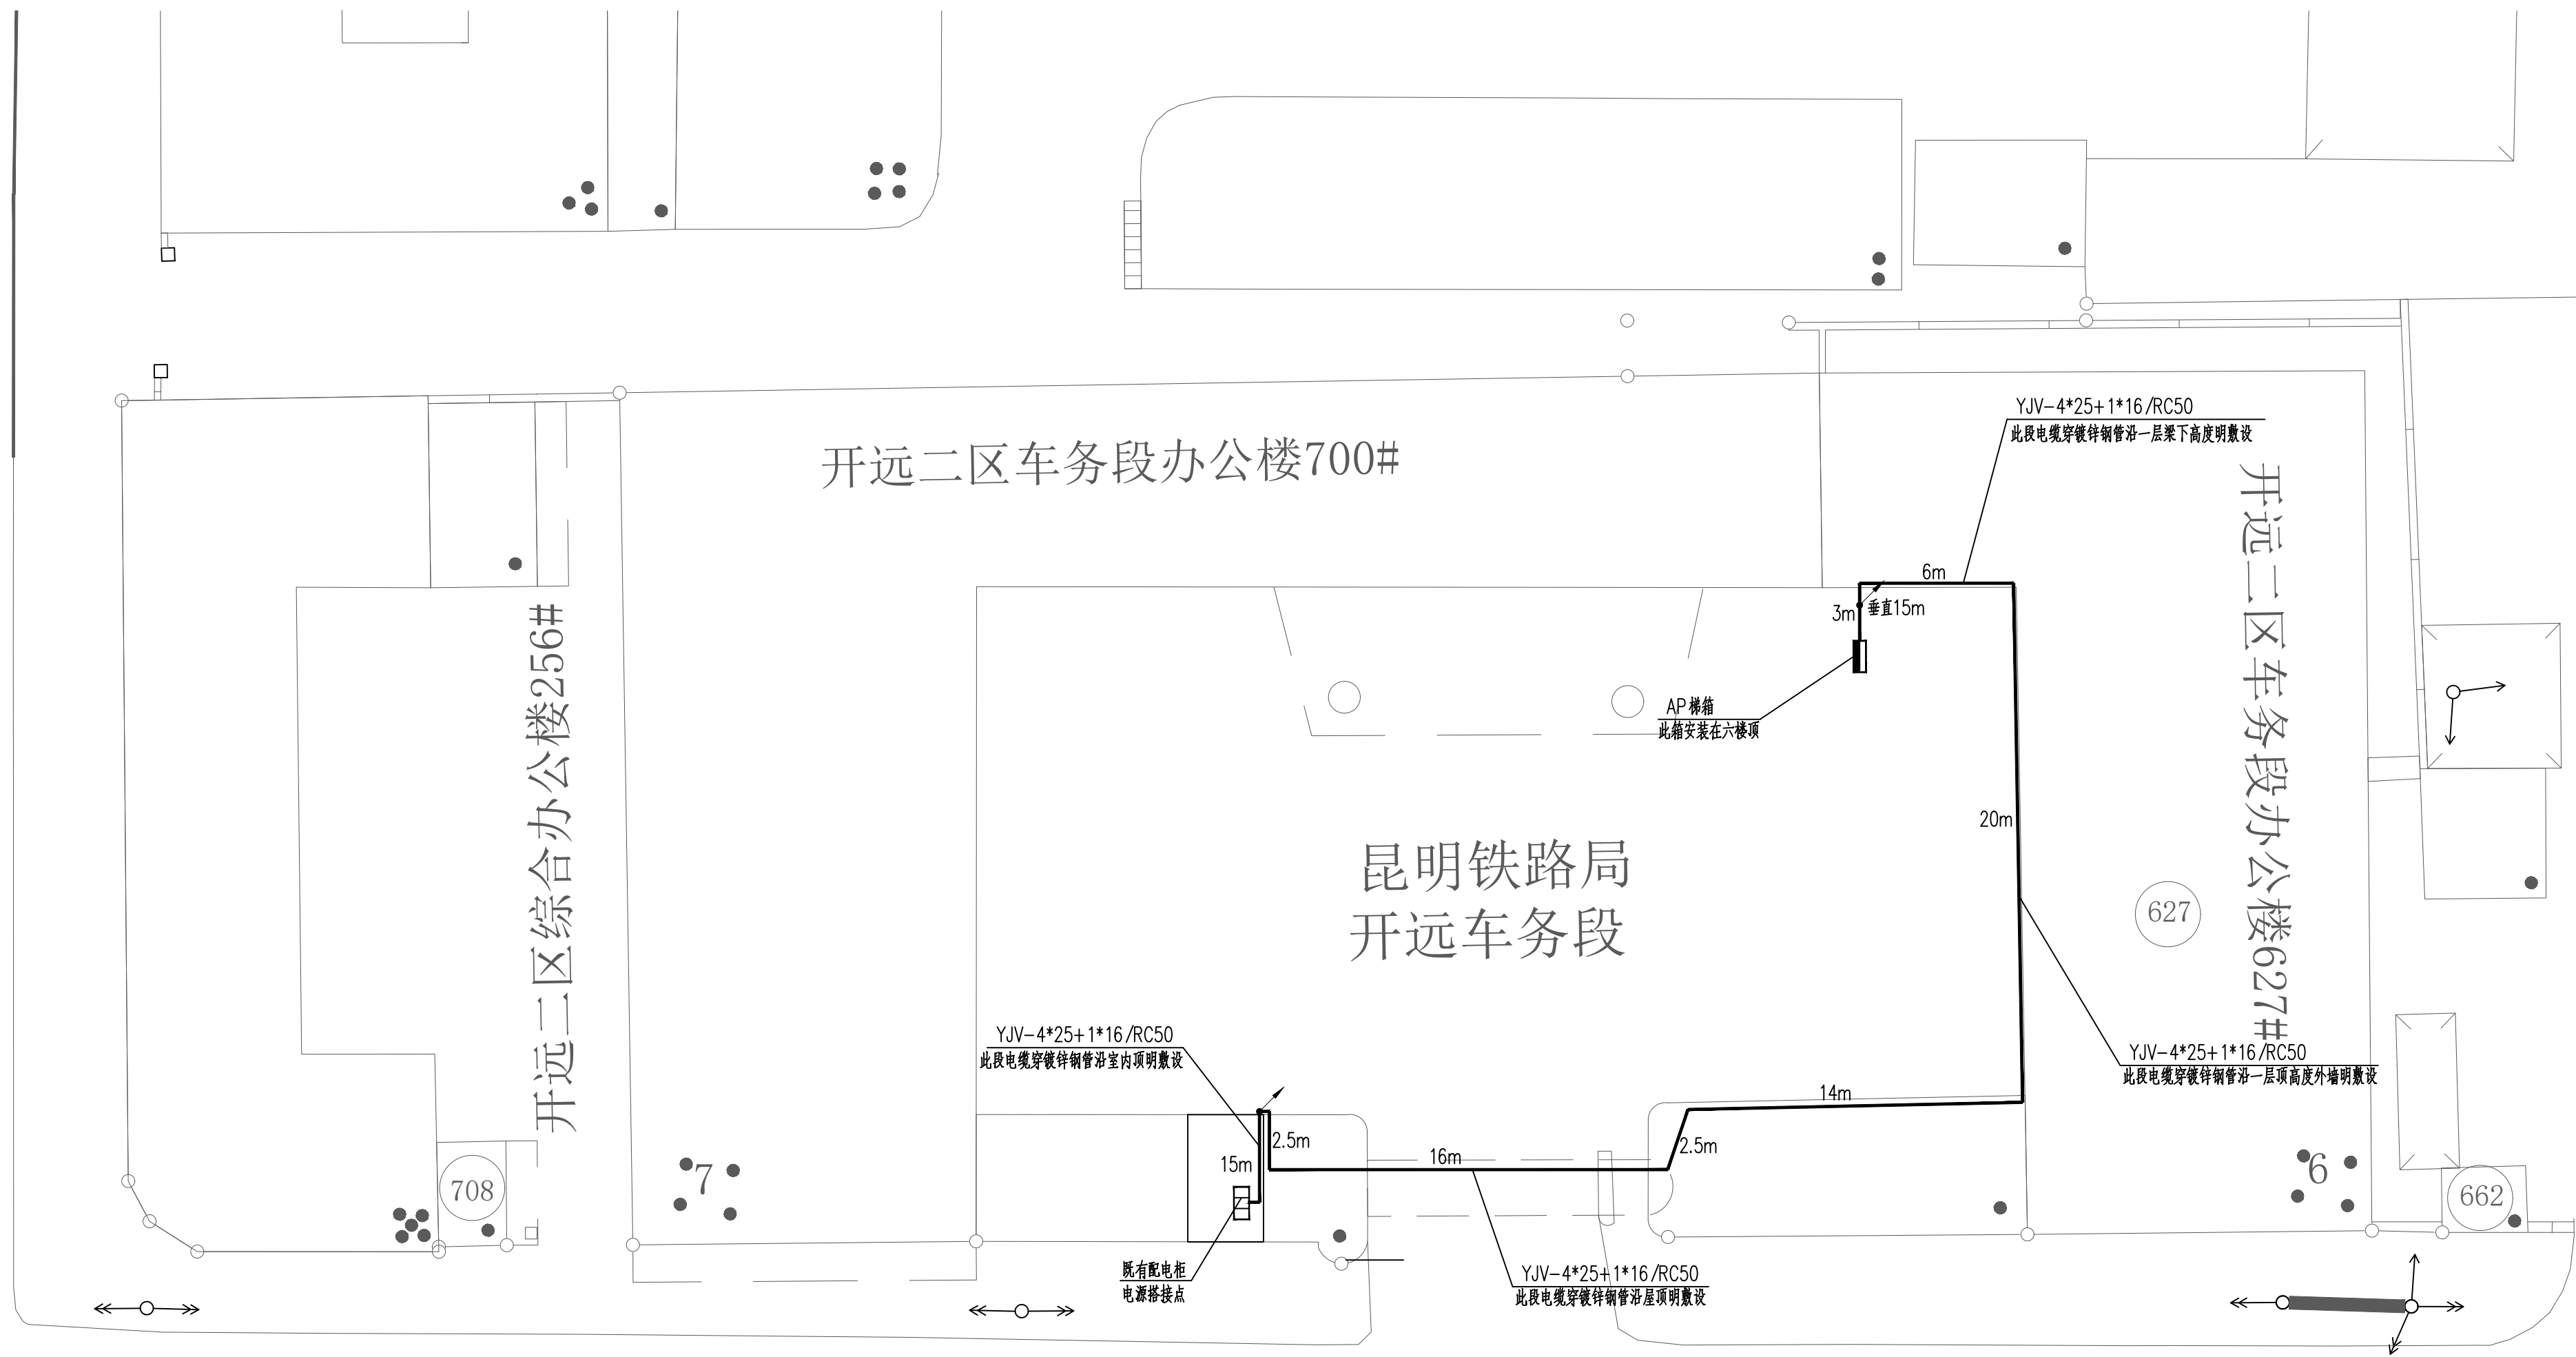 YJV-4*25+1*16/RC50
此段电缆穿镀锌钢管沿一层梁下高度明敷设
开远二区车务段办公楼700#
开远二区车务段办公楼627#
6m
3m
垂直15m
开远二区综合办公楼256#
AP梯箱
此箱安装在六楼顶
20m
昆明铁路局
开远车务段
627
YJV-4*25+1*16/RC50
此段电缆穿镀锌钢管沿室内顶明敷设
YJV-4*25+1*16/RC50
此段电缆穿镀锌钢管沿一层顶高度外墙明敷设
14m
2.5m
2.5m
16m
15m
7
6
708
662
既有配电柜
电源搭接点
YJV-4*25+1*16/RC50
此段电缆穿镀锌钢管沿屋顶明敷设